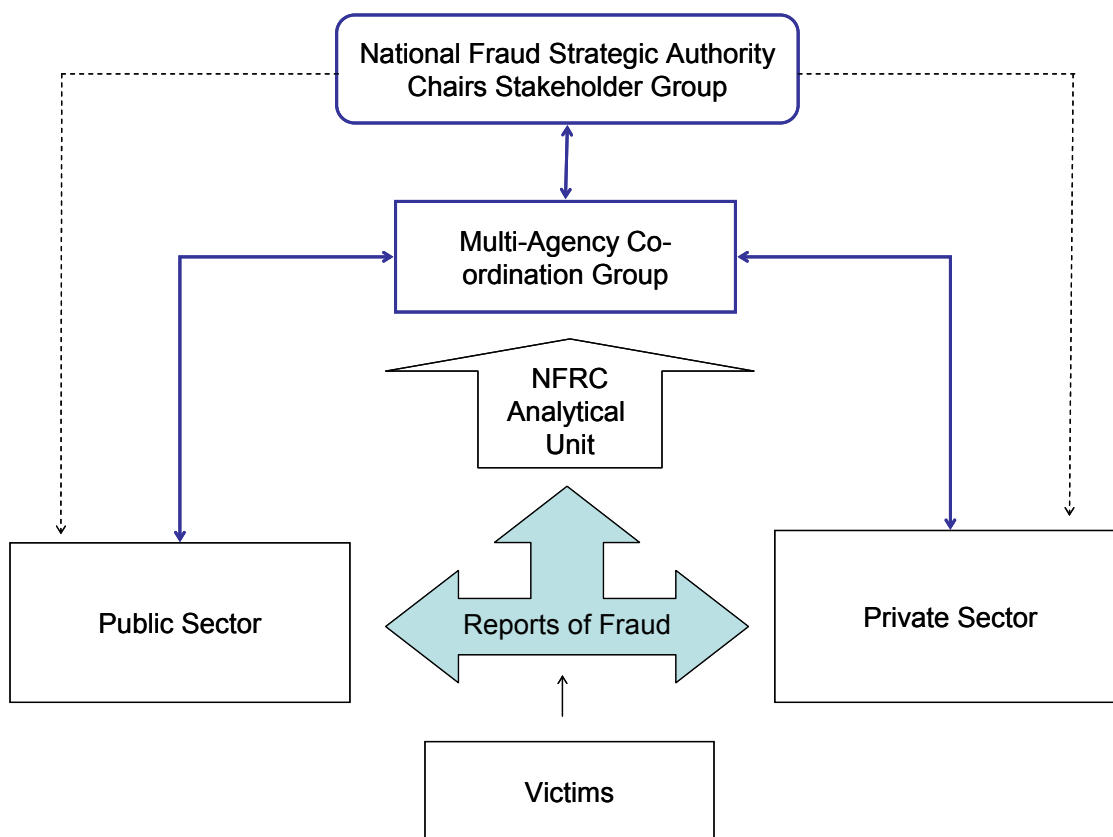 National Fraud Strategic Authority
Chairs Stakeholder Group
Multi-Agency Co-
ordination Group
NFRC
Analytical
Unit
Public Sector
Reports of Fraud
Private Sector
Victims